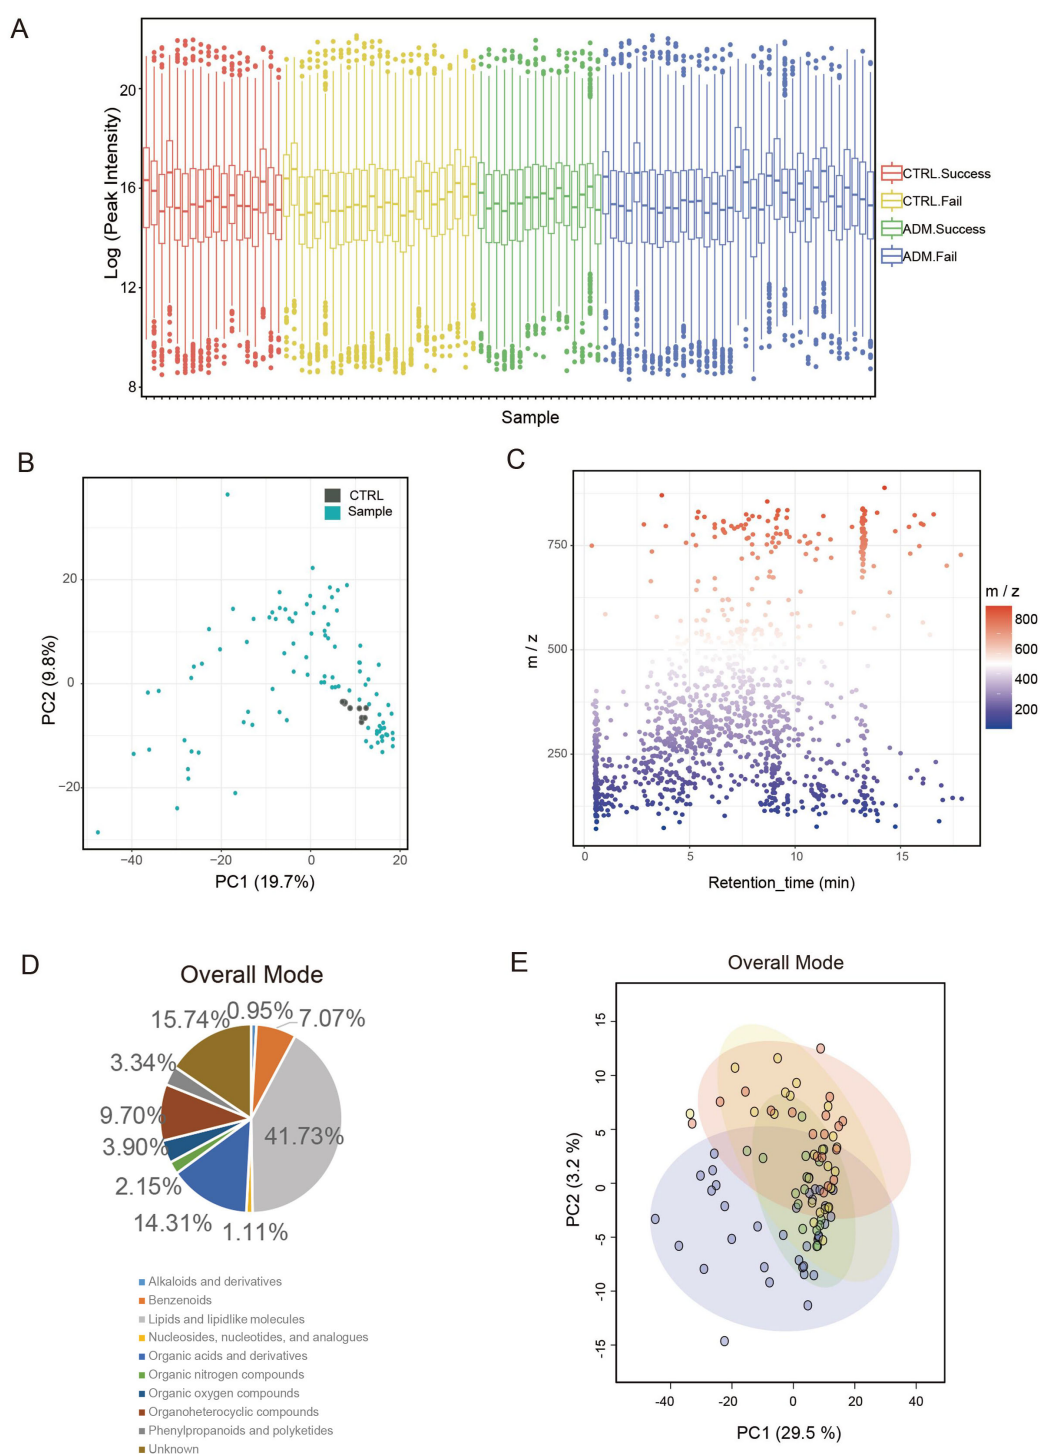 A
Log (Peak Intensity)
20
16
12
8
Sample
CTRL.Success
CTRL.Fail
ADM.Success
ADM.Fail
B
PC2 (9.8%)
20
0
−20
−40
−20
0
20
PC1 (19.7%)
CTRL
Sample
C
m / z
750
500
250
0
5
10
15
Retention_time (min)
m / z
800
600
400
200
D
Overall Mode
15.74%
0.95%
7.07%
3.34%
9.70%
41.73%
3.90%
2.15%
14.31%
1.11%
Alkaloids and derivatives
Benzenoids
Lipids and lipidlike molecules
Nucleosides, nucleotides, and analogues
Organic acids and derivatives
Organic nitrogen compounds
Organic oxygen compounds
Organoheterocyclic compounds
Phenylpropanoids and polyketides
Unknown
E
Overall Mode
PC2 (3.2 %)
15
10
5
0
-5
-10
-15
-40
-20
0
20
40
PC1 (29.5 %)